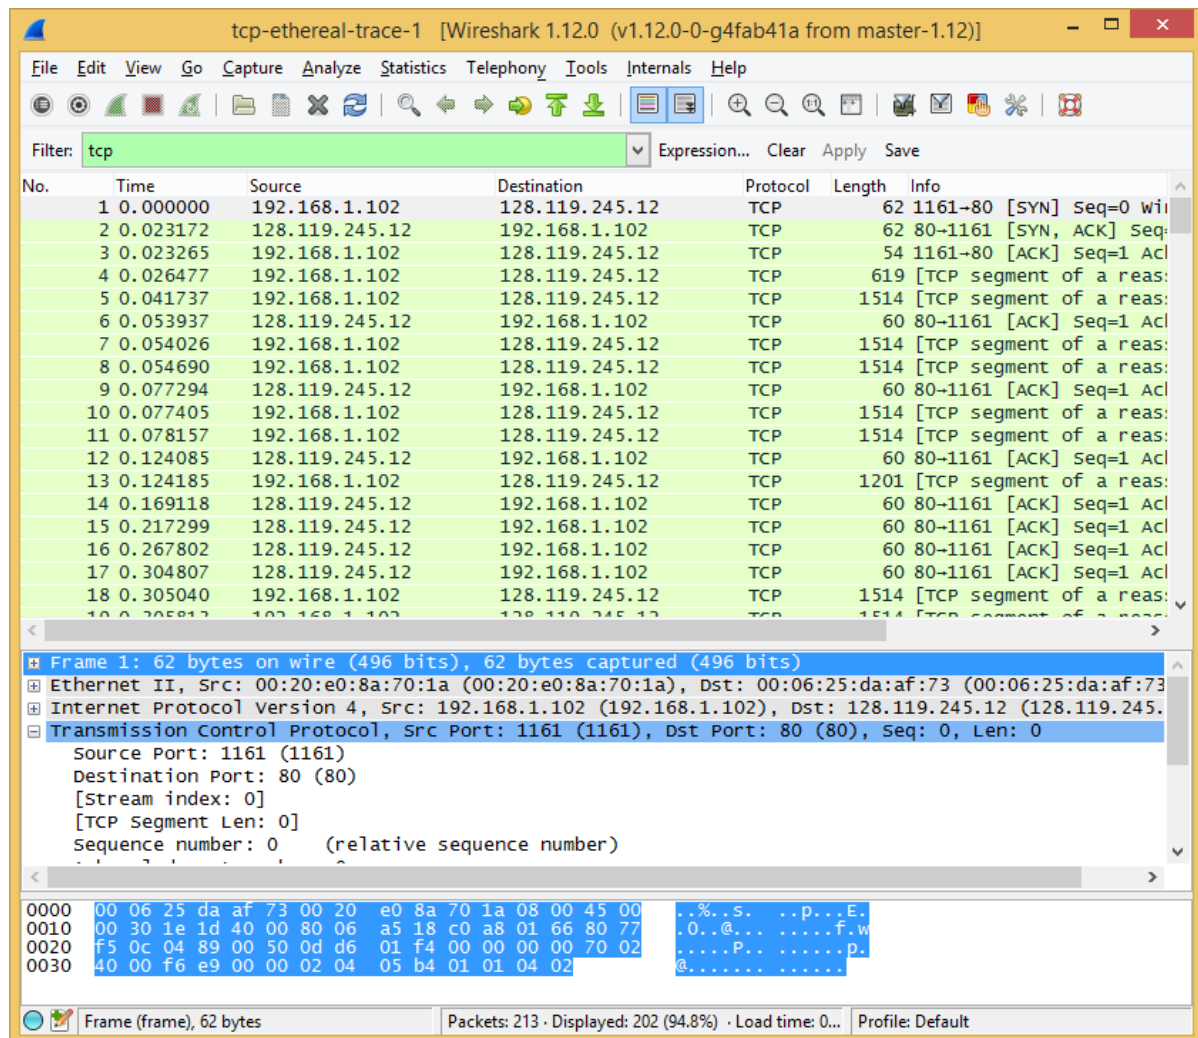 tcp-ethereal-trace-1 [Wireshark 1.12.0 (v1.12.0-0-g4fab41a from master-1.12)]
File Edit View Go Capture Analyze Statistics Telephony Tools Internals Help
Filter: tcp Expression... Clear Apply Save
No. Time Source Destination Protocol Length Info
1 0.000000 192.168.1.102 128.119.245.12 TCP 62 1161→80 [SYN] Seq=0 Wi
2 0.023172 128.119.245.12 192.168.1.102 TCP 62 80→1161 [SYN, ACK] Seq
3 0.023265 192.168.1.102 128.119.245.12 TCP 54 1161→80 [ACK] Seq=1 Ac
4 0.026477 192.168.1.102 128.119.245.12 TCP 619 [TCP segment of a reas
5 0.041737 192.168.1.102 128.119.245.12 TCP 1514 [TCP segment of a reas
6 0.053937 128.119.245.12 192.168.1.102 TCP 60 80→1161 [ACK] Seq=1 Ac
7 0.054026 192.168.1.102 128.119.245.12 TCP 1514 [TCP segment of a reas
8 0.054690 192.168.1.102 128.119.245.12 TCP 1514 [TCP segment of a reas
9 0.077294 128.119.245.12 192.168.1.102 TCP 60 80→1161 [ACK] Seq=1 Ac
10 0.077405 192.168.1.102 128.119.245.12 TCP 1514 [TCP segment of a reas
11 0.078157 192.168.1.102 128.119.245.12 TCP 1514 [TCP segment of a reas
12 0.124085 128.119.245.12 192.168.1.102 TCP 60 80→1161 [ACK] Seq=1 Ac
13 0.124185 192.168.1.102 128.119.245.12 TCP 1201 [TCP segment of a reas
14 0.169118 128.119.245.12 192.168.1.102 TCP 60 80→1161 [ACK] Seq=1 Ac
15 0.217299 128.119.245.12 192.168.1.102 TCP 60 80→1161 [ACK] Seq=1 Ac
16 0.267802 128.119.245.12 192.168.1.102 TCP 60 80→1161 [ACK] Seq=1 Ac
17 0.304807 128.119.245.12 192.168.1.102 TCP 60 80→1161 [ACK] Seq=1 Ac
18 0.305040 192.168.1.102 128.119.245.12 TCP 1514 [TCP segment of a reas
Frame 1: 62 bytes on wire (496 bits), 62 bytes captured (496 bits)
Ethernet II, Src: 00:20:e0:8a:70:1a (00:20:e0:8a:70:1a), Dst: 00:06:25:da:af:73 (00:06:25:da:af:73
Internet Protocol Version 4, Src: 192.168.1.102 (192.168.1.102), Dst: 128.119.245.12 (128.119.245.
Transmission Control Protocol, Src Port: 1161 (1161), Dst Port: 80 (80), Seq: 0, Len: 0
Source Port: 1161 (1161)
Destination Port: 80 (80)
[Stream index: 0]
[TCP Segment Len: 0]
Sequence number: 0 (relative sequence number)
0000 00 06 25 da af 73 00 20 e0 8a 70 1a 08 00 45 00 ..%..s. ..p...E.
0010 00 30 1e 1d 40 00 80 06 a5 18 c0 a8 01 66 80 77 .0..@... .....f.w
0020 f5 0c 04 89 00 50 0d d6 01 f4 00 00 00 00 70 02 .....P.. ......p.
0030 40 00 f6 e9 00 00 02 04 05 b4 01 01 04 02 @....... ......
Frame (frame), 62 bytes Packets: 213 · Displayed: 202 (94.8%) · Load time: 0... Profile: Default